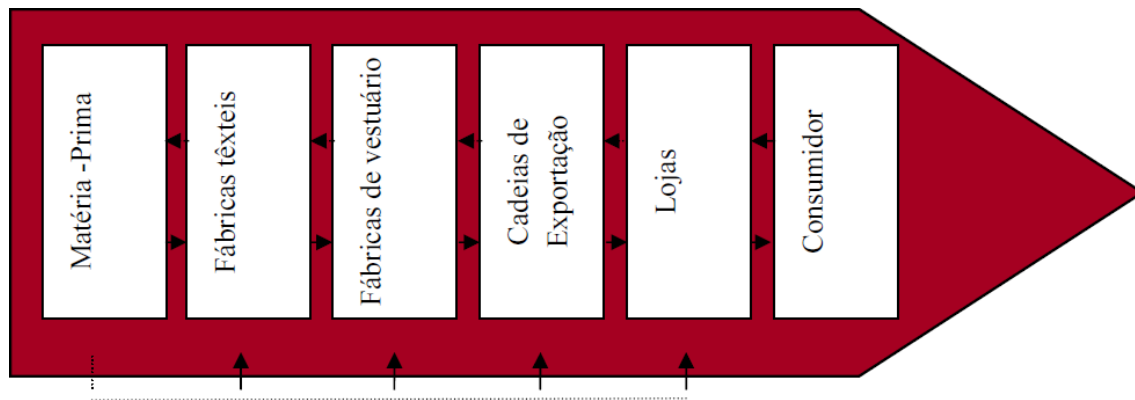 Matéria -Prima
Fábricas têxteis
Fábricas de vestuário
Cadeias de
Exportação
Lojas
Consumidor